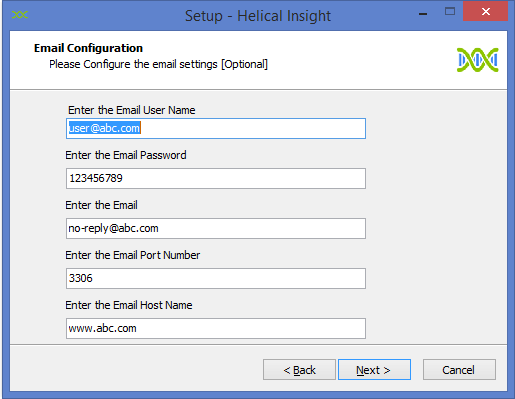 Setup - Helical Insight
Email Configuration
Please Configure the email settings [Optional]
Enter the Email User Name
user@abc.com
Enter the Email Password
123456789
Enter the Email
no-reply@abc.com
Enter the Email Port Number
3306
Enter the Email Host Name
www.abc.com
< Back
Next >
Cancel